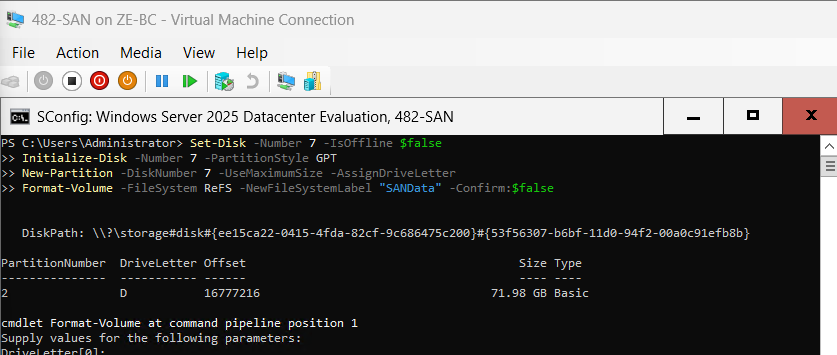 482-SAN on ZE-BC - Virtual Machine Connection
File Action Media View Help
SConfig: Windows Server 2025 Datacenter Evaluation, 482-SAN
PS C:\Users\Administrator> Set-Disk -Number 7 -IsOffline $false
>> Initialize-Disk -Number 7 -PartitionStyle GPT
>> New-Partition -DiskNumber 7 -UseMaximumSize -AssignDriveLetter
>> Format-Volume -FileSystem ReFS -NewFileSystemLabel "SANData" -Confirm:$false
DiskPath: \\?\storage#disk#{ee15ca22-0415-4fda-82cf-9c686475c200}#{53f56307-b6bf-11d0-94f2-00a0c91efb8b}
PartitionNumber DriveLetter Offset Size Type
--------------- ----------- ------ ---- ----
2 D 16777216 71.98 GB Basic
cmdlet Format-Volume at command pipeline position 1
Supply values for the following parameters:
DriveLetter[0]: